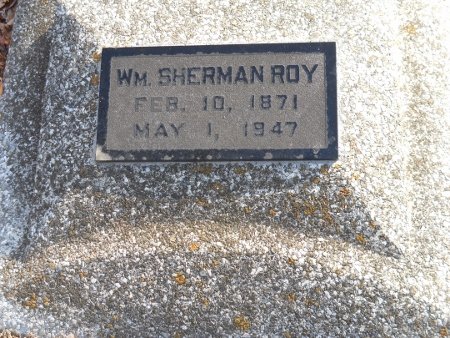 WM. SHERMAN ROY
FEB. 10, 1871
MAY 1, 1947